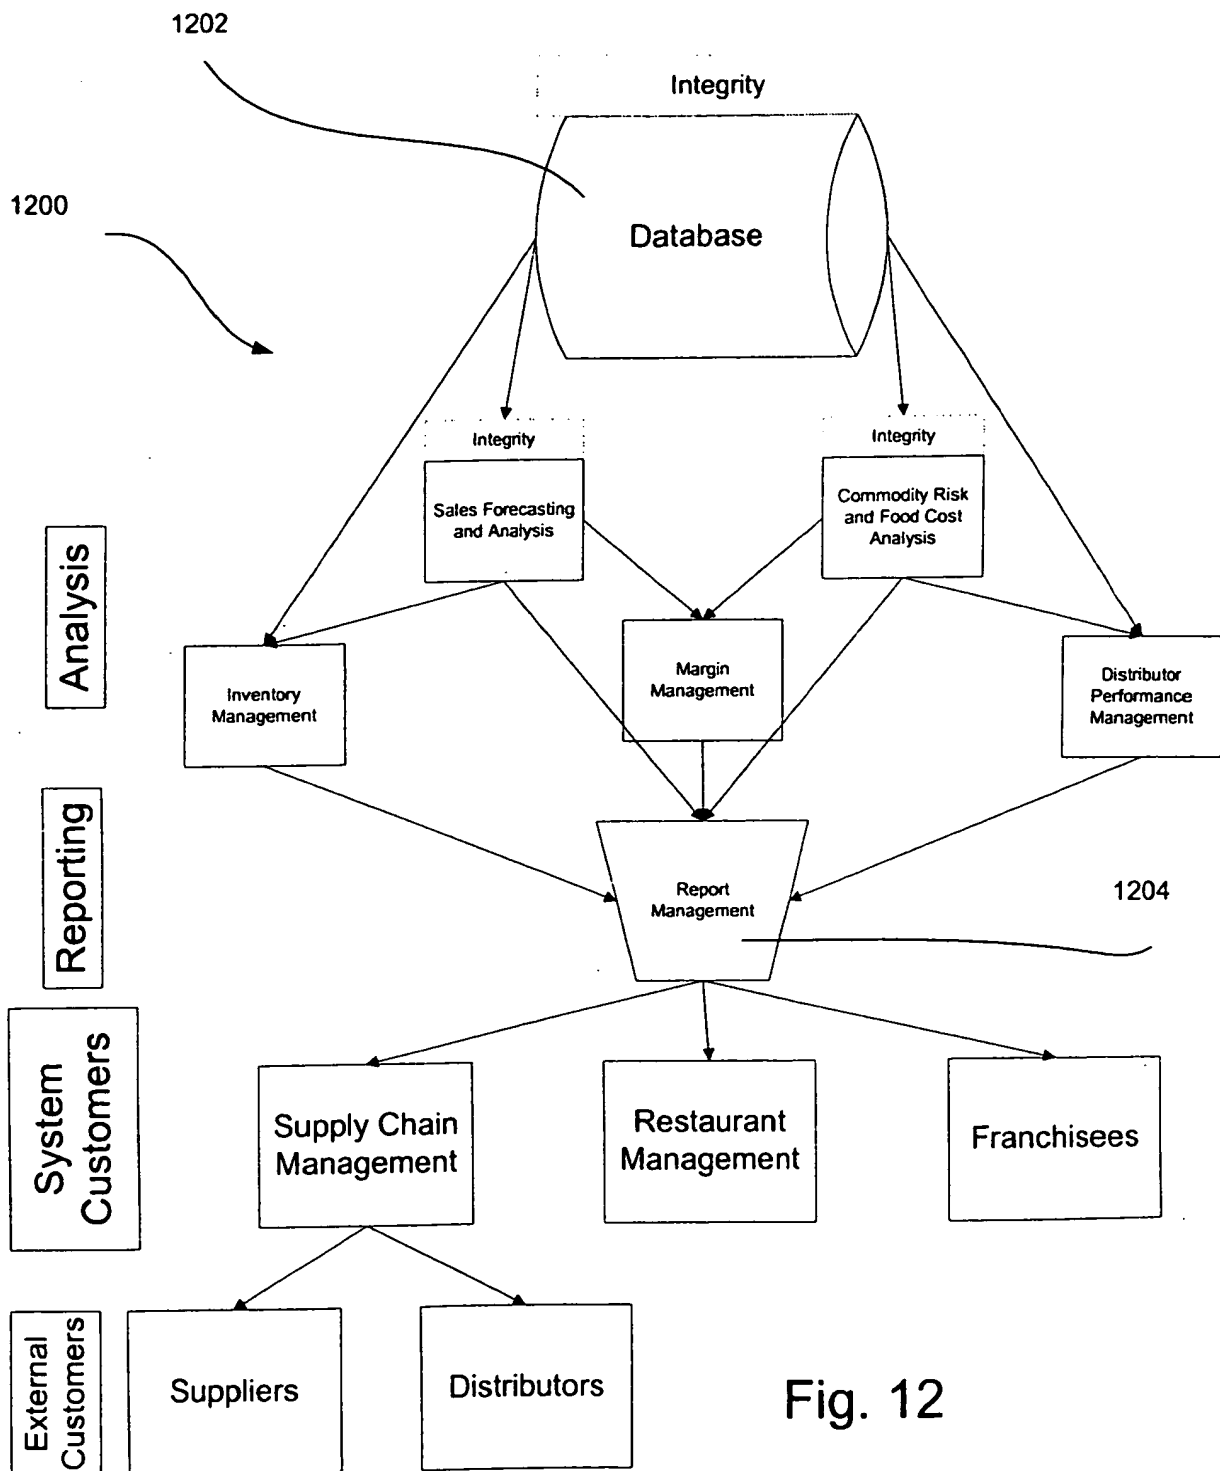 1202
Integrity
1200
Database
Integrity
Integrity
Sales Forecasting
and Analysis
Commodity Risk
and Food Cost
Analysis
Analysis
Inventory
Management
Margin
Management
Distributor
Performance
Management
Reporting
Report
Management
1204
System
Customers
Supply Chain
Management
Restaurant
Management
Franchisees
External
Customers
Suppliers
Distributors
Fig. 12